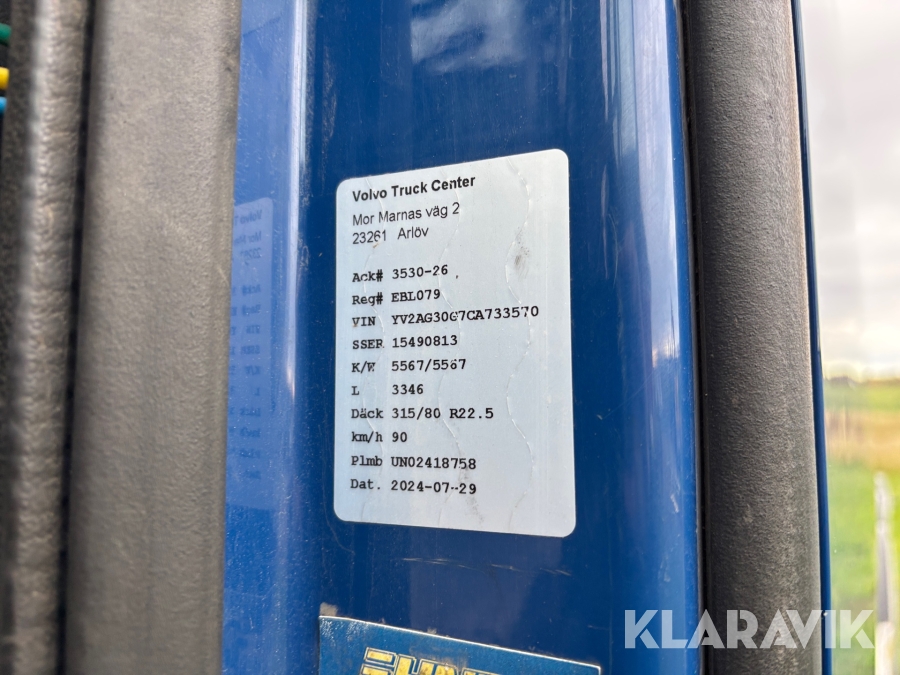 Volvo Truck Center
Mor Marnas väg 2
23261 Arlöv
Ack# 3530-26
Reg# EBL079
VIN YV2AG30G7CA733570
SSER 15490813
K/W 5567/5567
L 3346
Däck 315/80 R22.5
km/h 90
Plmb UN02418758
Dat. 2024-07-29
KLARAVIK